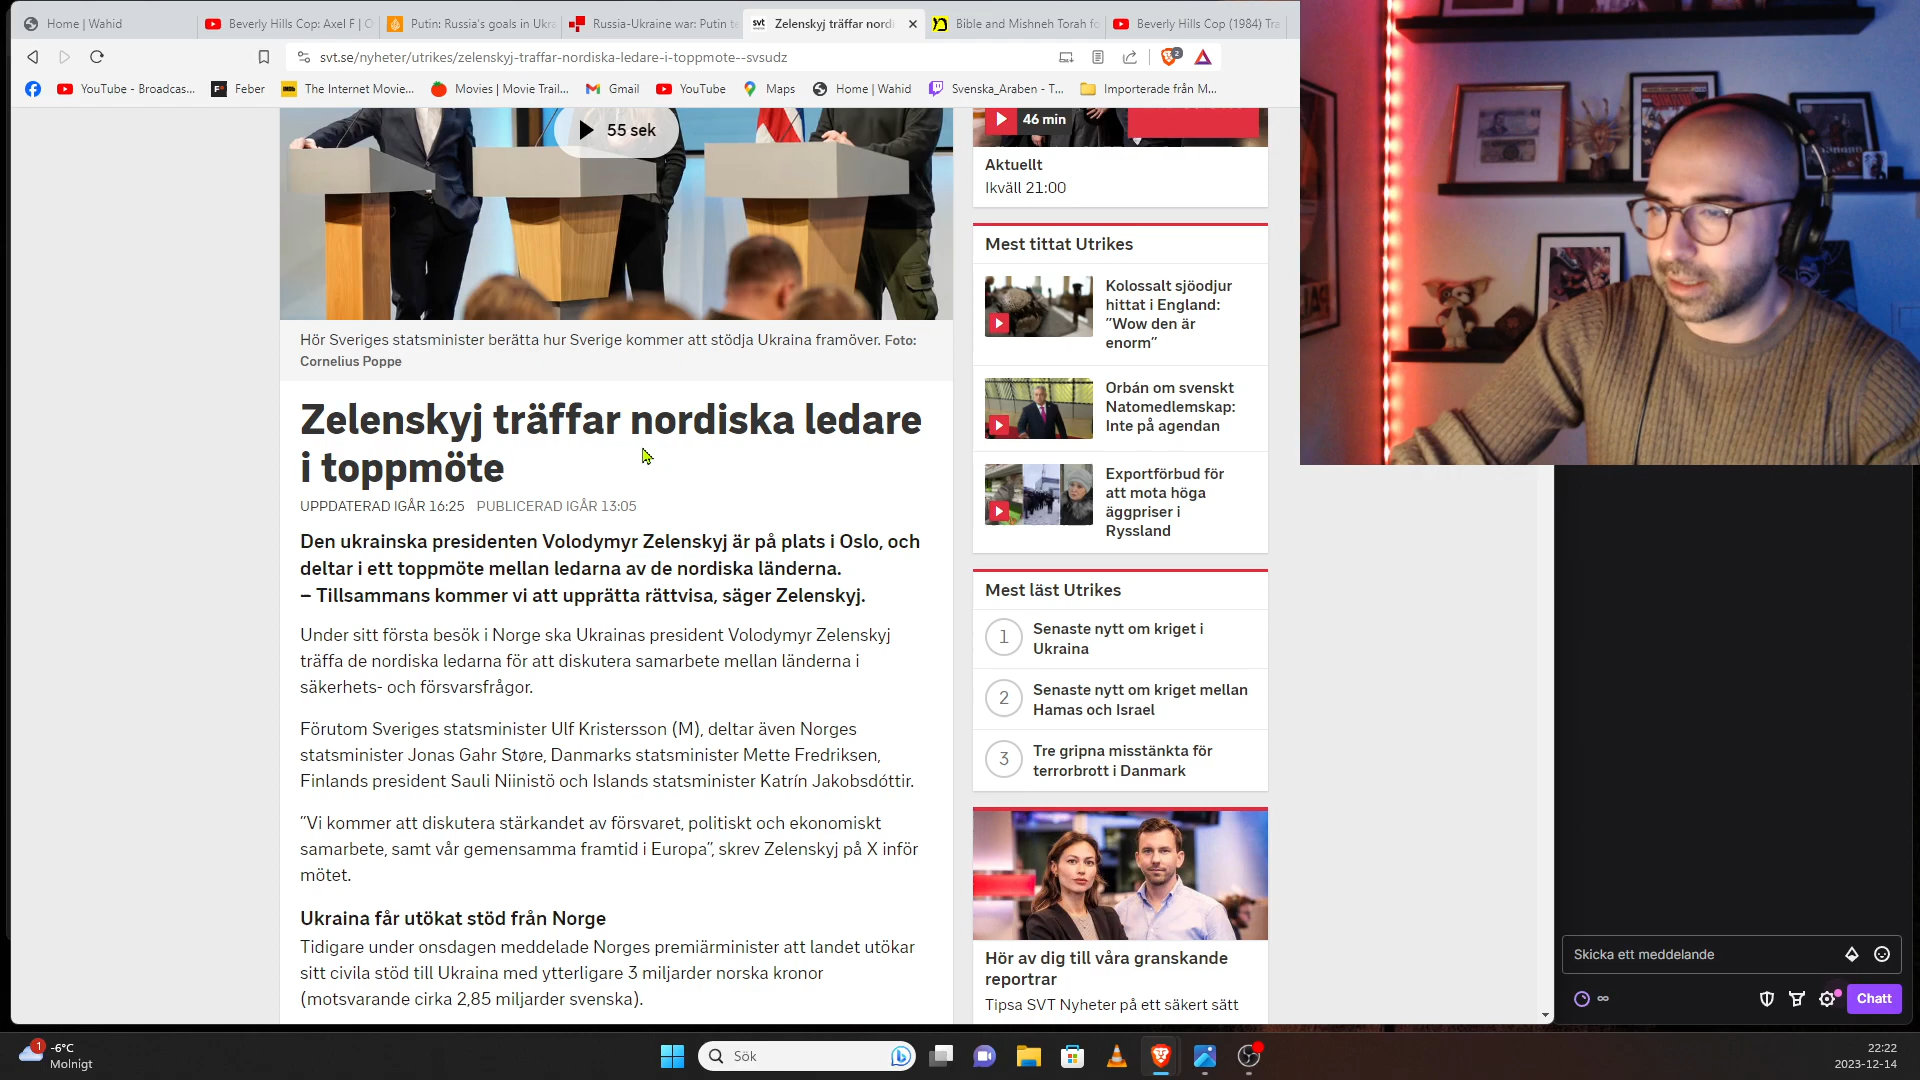 Home | Wahid
Beverly Hills Cop: Axel F | O
Putin: Russia's goals in Ukra
Russia-Ukraine war: Putin te
svt Zelenskyj träffar nordi
Bible and Mishneh Torah fo
Beverly Hills Cop (1984) Tra
svt.se/nyheter/utrikes/zelenskyj-traffar-nordiska-ledare-i-toppmote--svsudz
2
YouTube - Broadcas...
Feber
The Internet Movie...
Movies | Movie Trail...
Gmail
YouTube
Maps
Home | Wahid
Svenska_Araben - T...
Importerade från M...
55 sek
Hör Sveriges statsminister berätta hur Sverige kommer att stödja Ukraina framöver. Foto:
Cornelius Poppe
Zelenskyj träffar nordiska ledare
i toppmöte
UPPDATERAD IGÅR 16:25 PUBLICERAD IGÅR 13:05
Den ukrainska presidenten Volodymyr Zelenskyj är på plats i Oslo, och
deltar i ett toppmöte mellan ledarna av de nordiska länderna.
– Tillsammans kommer vi att upprätta rättvisa, säger Zelenskyj.
Under sitt första besök i Norge ska Ukrainas president Volodymyr Zelenskyj
träffa de nordiska ledarna för att diskutera samarbete mellan länderna i
säkerhets- och försvarsfrågor.
Förutom Sveriges statsminister Ulf Kristersson (M), deltar även Norges
statsminister Jonas Gahr Støre, Danmarks statsminister Mette Fredriksen,
Finlands president Sauli Niinistö och Islands statsminister Katrín Jakobsdóttir.
”Vi kommer att diskutera stärkandet av försvaret, politiskt och ekonomiskt
samarbete, samt vår gemensamma framtid i Europa”, skrev Zelenskyj på X inför
mötet.
Ukraina får utökat stöd från Norge
Tidigare under onsdagen meddelade Norges premiärminister att landet utökar
sitt civila stöd till Ukraina med ytterligare 3 miljarder norska kronor
(motsvarande cirka 2,85 miljarder svenska).
46 min
Aktuellt
Ikväll 21:00
Mest tittat Utrikes
Kolossalt sjöodjur
hittat i England:
”Wow den är
enorm”
Orbán om svenskt
Natomedlemskap:
Inte på agendan
Exportförbud för
att mota höga
äggpriser i
Ryssland
Mest läst Utrikes
1
Senaste nytt om kriget i
Ukraina
2
Senaste nytt om kriget mellan
Hamas och Israel
3
Tre gripna misstänkta för
terrorbrott i Danmark
Hör av dig till våra granskande
reportrar
Tipsa SVT Nyheter på ett säkert sätt
Skicka ett meddelande
Chatt
1
-6°C
Molnigt
Sök
22:22
2023-12-14